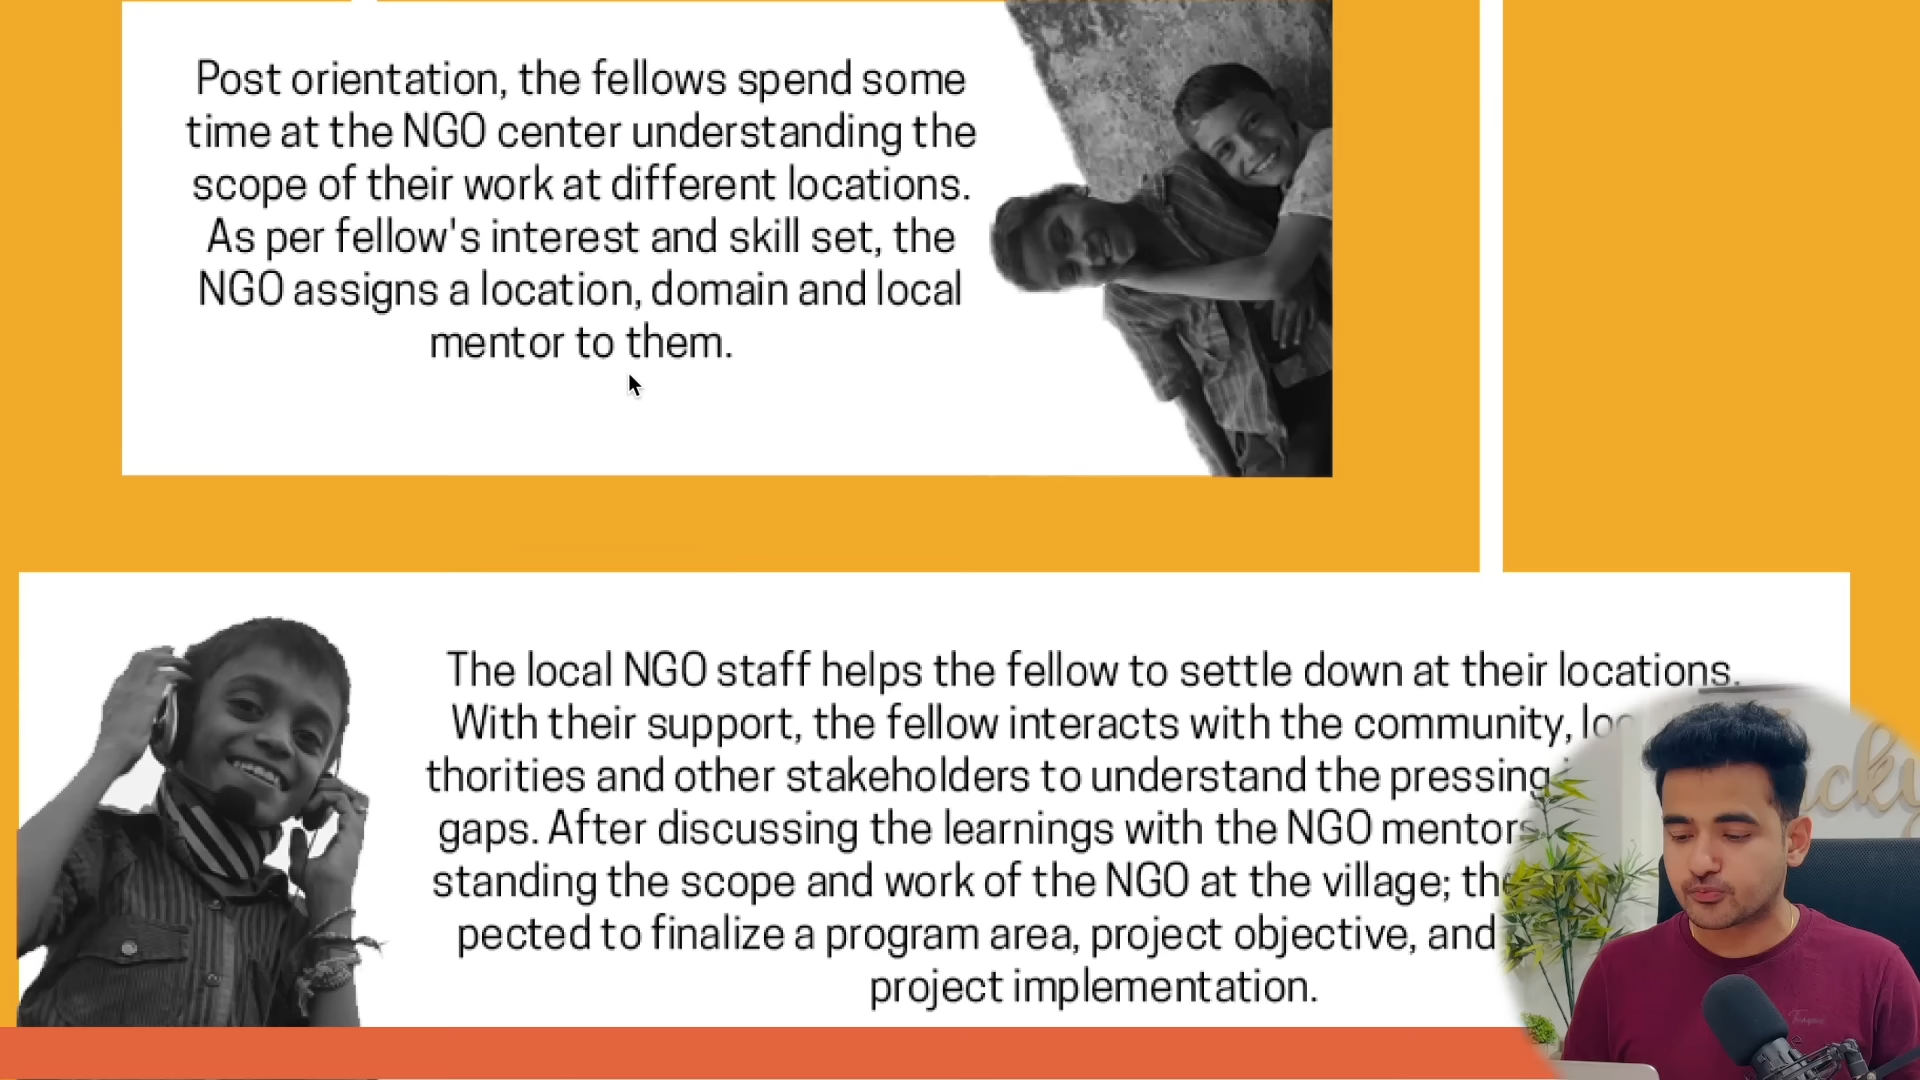 Post orientation, the fellows spend some
time at the NGO center understanding the
scope of their work at different locations.
As per fellow's interest and skill set, the
NGO assigns a location, domain and local
mentor to them.
The local NGO staff helps the fellow to settle down at their locations.
With their support, the fellow interacts with the community,
thorities and other stakeholders to understand the pressing
gaps. After discussing the learnings with the NGO mentors
standing the scope and work of the NGO at the village;
pected to finalize a program area, project objective, and
project implementation.